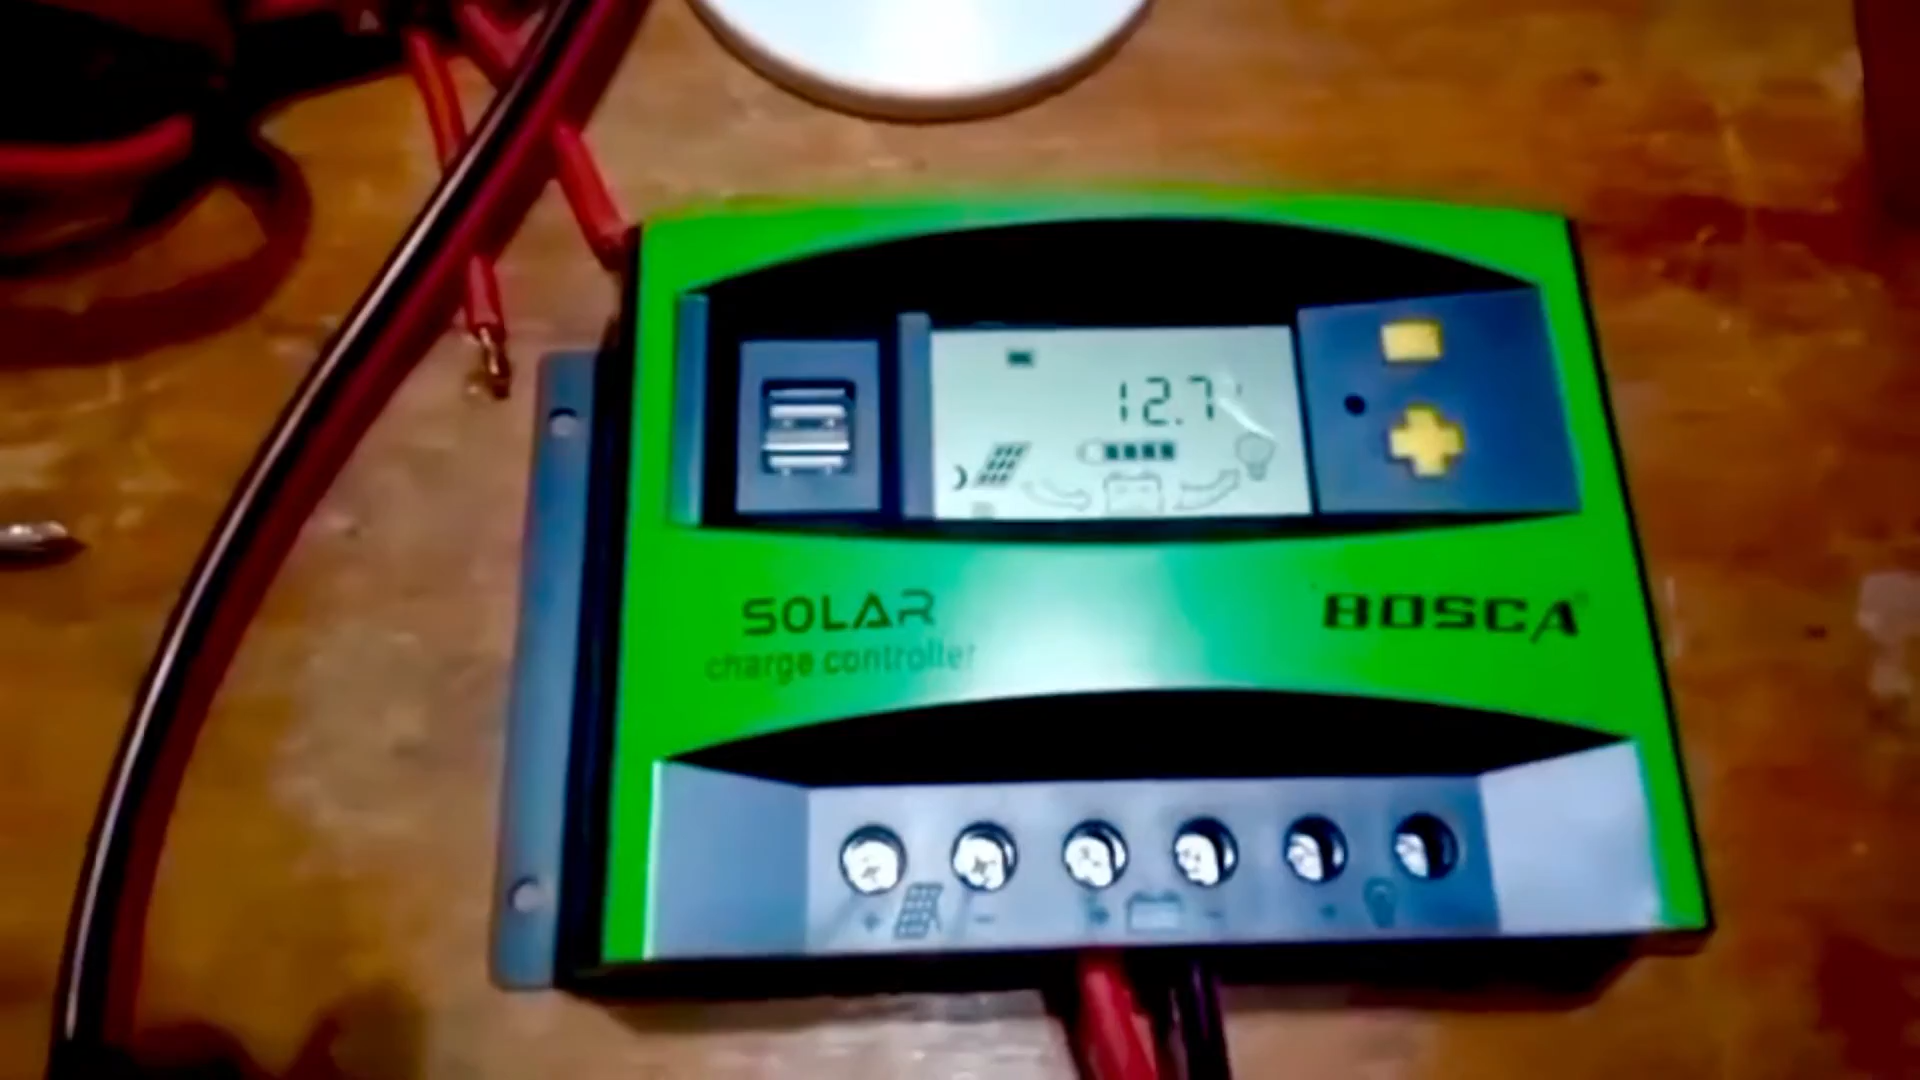 12.7
SOLAR
BOSCA
charge controller
+ - + - + -